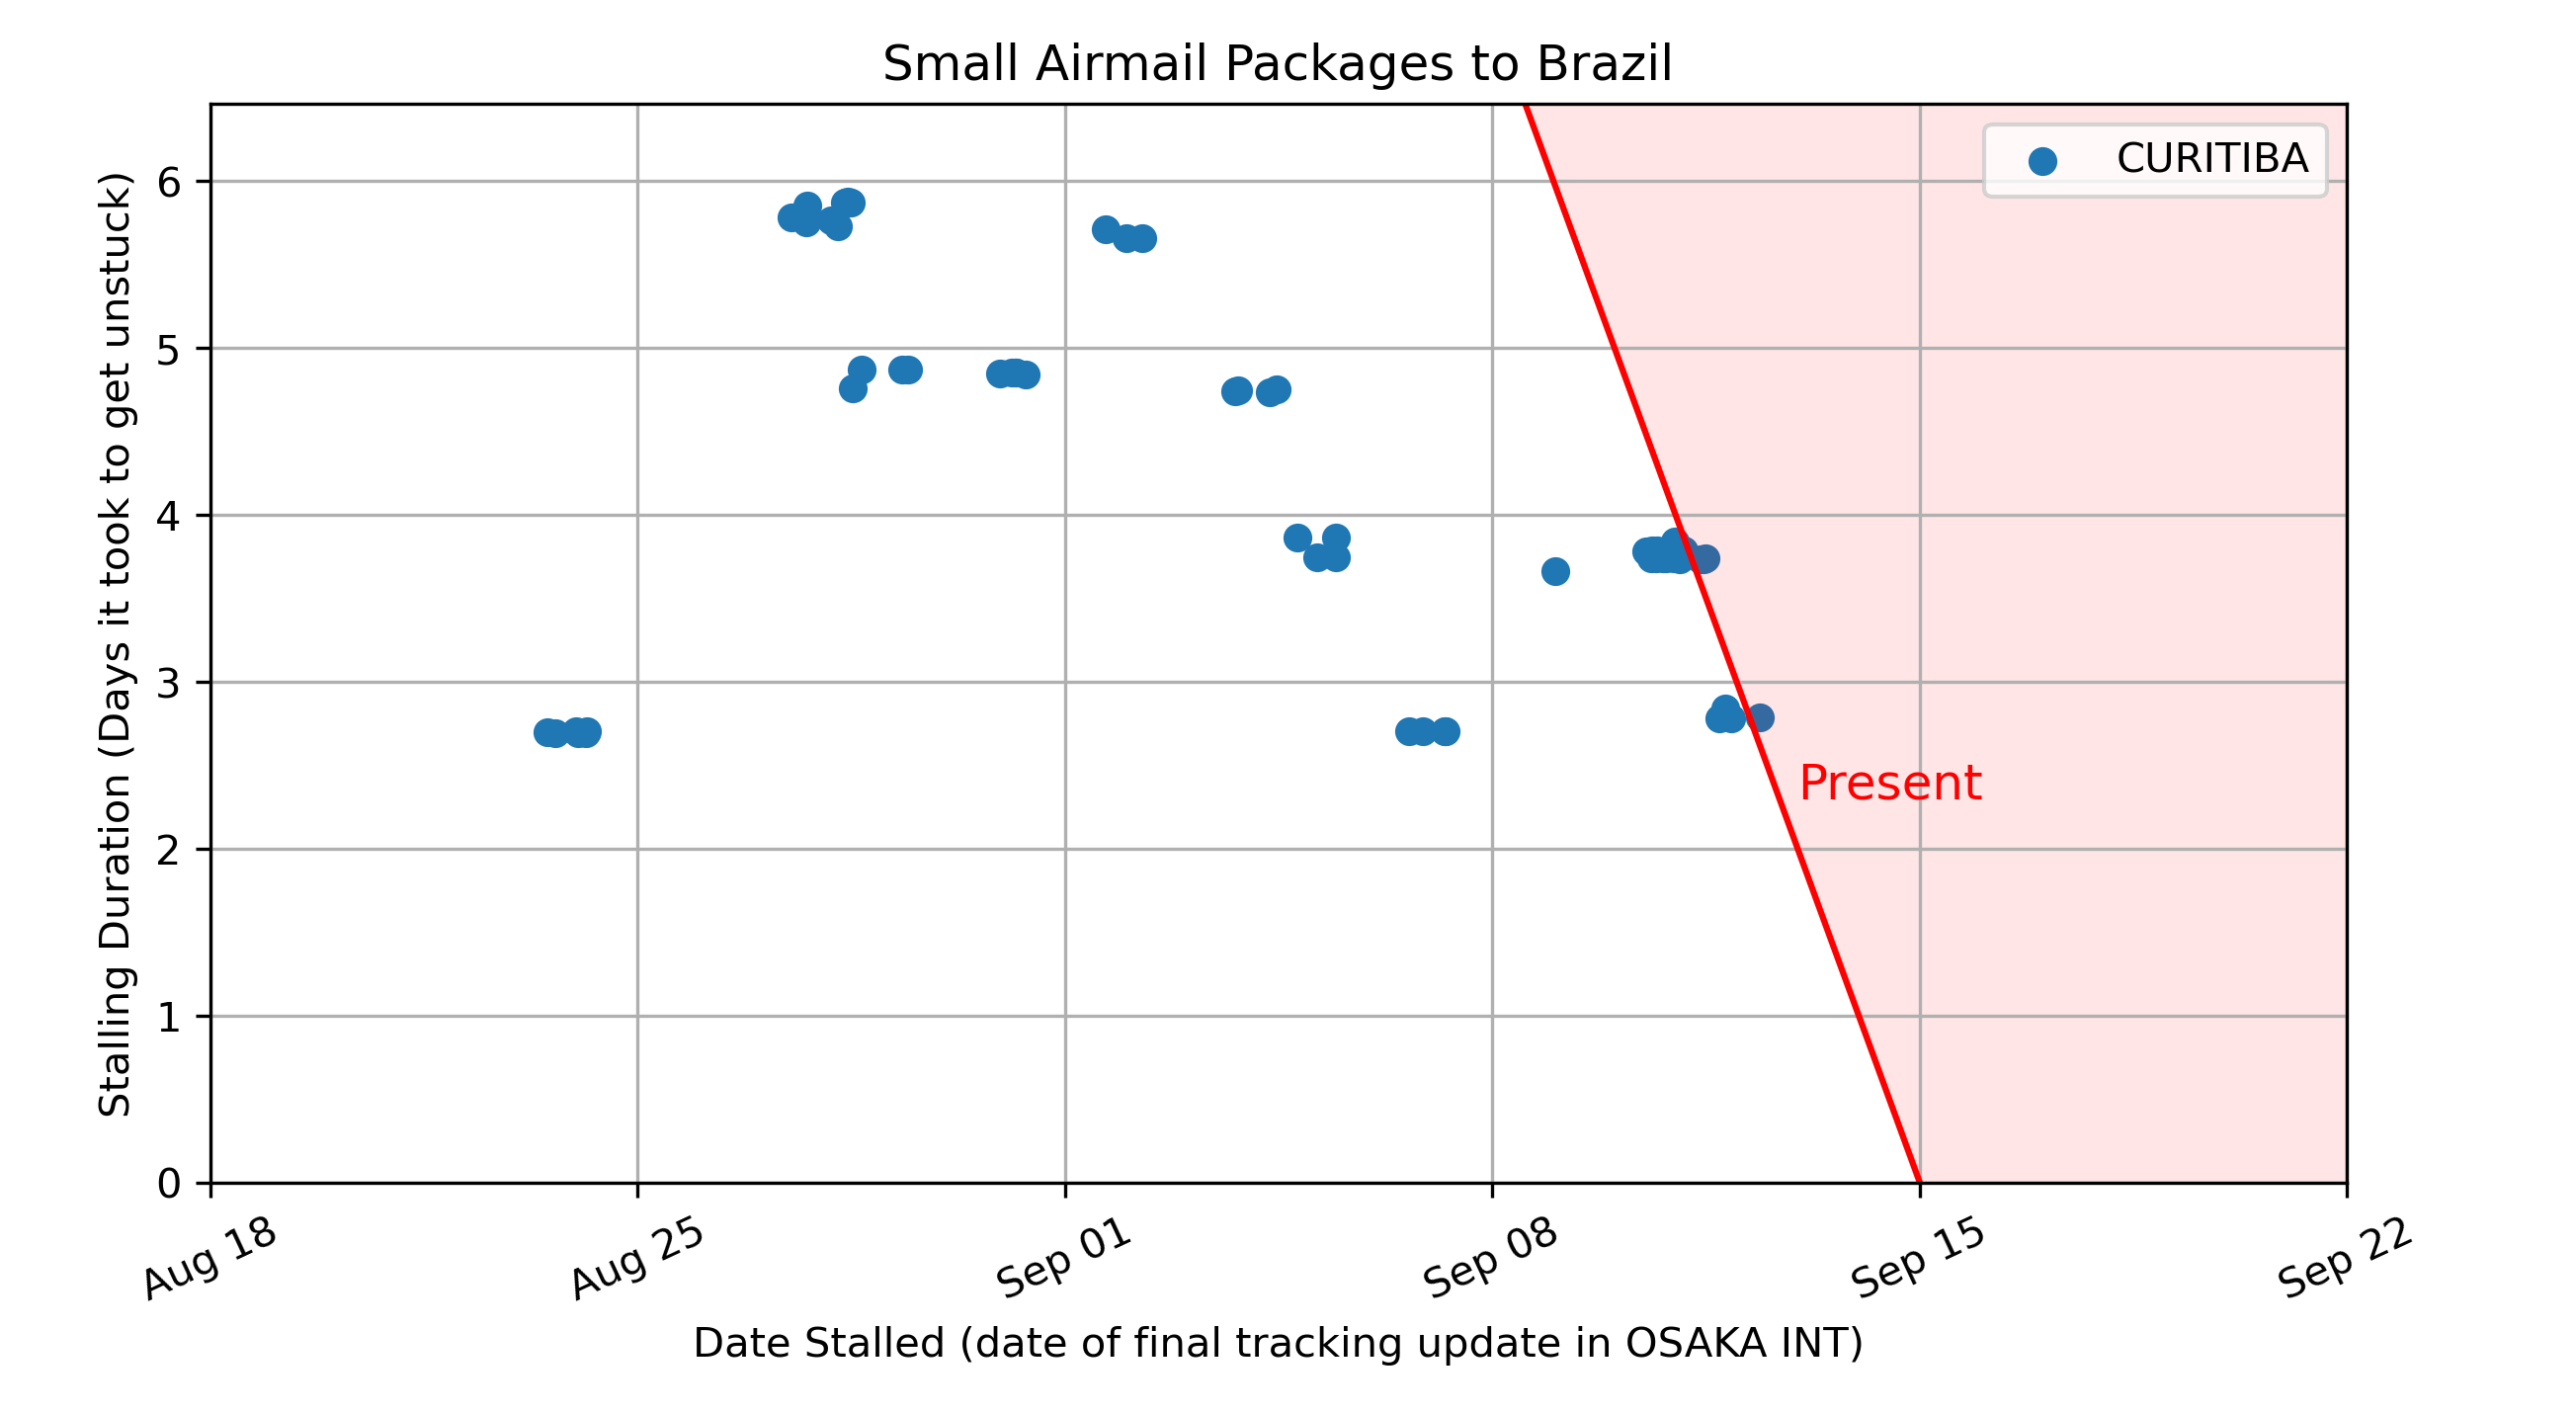 Small Airmail Packages to Brazil
CURITIBA
Stalling Duration (Days it took to get unstuck)
6
5
4
3
2
1
0
Present
Aug 18
Aug 25
Sep 01
Sep 08
Sep 15
Sep 22
Date Stalled (date of final tracking update in OSAKA INT)